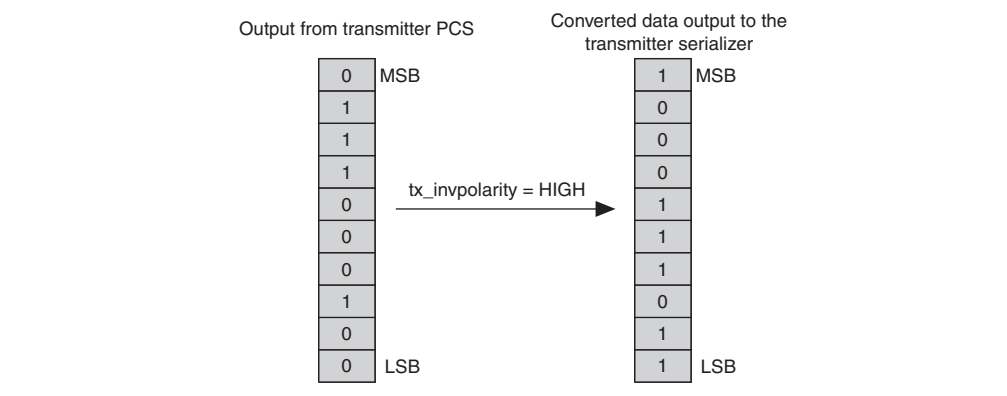 Output from transmitter PCS
Converted data output to the
transmitter serializer
0 MSB
1
1
1
0
0
0
1
0
0 LSB
tx_invpolarity = HIGH
1 MSB
0
0
0
1
1
1
0
1
1 LSB